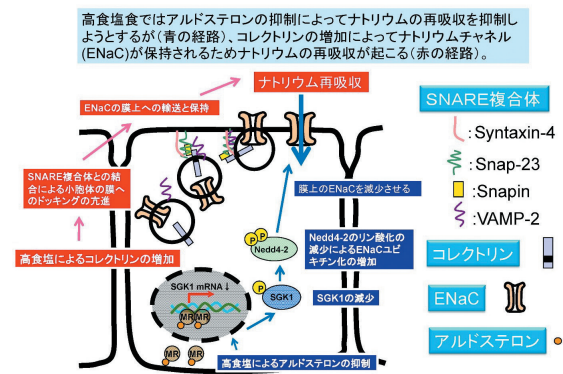 高食塩食ではアルドステロンの抑制によってナトリウムの再吸収を抑制し
ようとするが（青の経路）、コレクトリンの増加によってナトリウムチャネル
(ENaC)が保持されるためナトリウムの再吸収が起こる（赤の経路）。
ナトリウム再吸収
ENaCの膜上への輸送と保持
SNARE複合体との結
合による小胞体の膜へ
のドッキングの亢進
高食塩によるコレクトリンの増加
膜上のENaCを減少させる
P
P
Nedd4-2
Nedd4-2のリン酸化の
減少によるENaCユビ
キチン化の増加
P
SGK1
SGK1の減少
SGK1 mRNA↓
MR
MR
MR
MR
高食塩によるアルドステロンの抑制
SNARE複合体
:Syntaxin-4
:Snap-23
:Snapin
:VAMP-2
コレクトリン
ENaC
アルドステロン